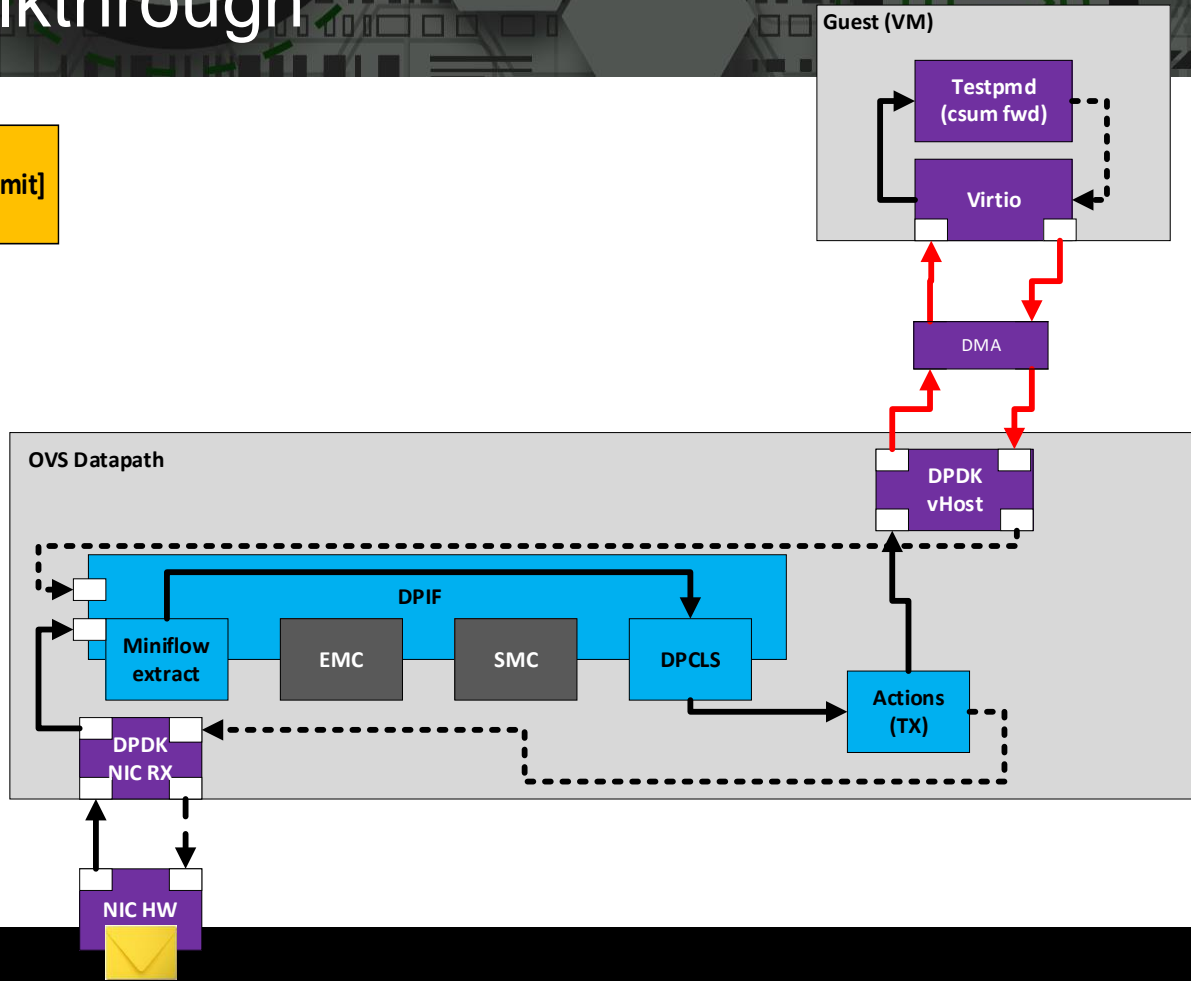 lkthrough
Guest (VM)
Testpmd
(csum fwd)
mit]
Virtio
DMA
OVS Datapath
DPDK
vHost
DPIF
Miniflow
extract
EMC
SMC
DPCLS
Actions
(TX)
DPDK
NIC RX
NIC HW